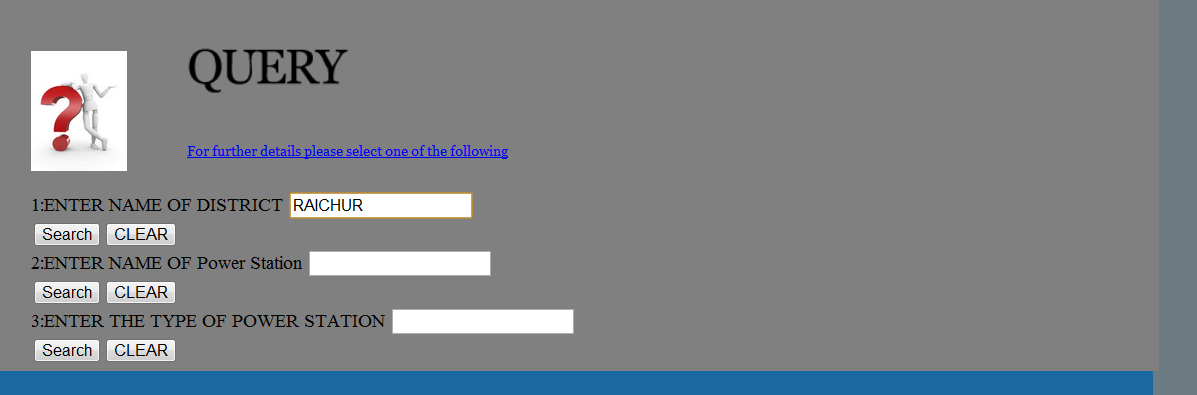 QUERY
For further details please select one of the following
1:ENTER NAME OF DISTRICT RAICHUR
Search CLEAR
2:ENTER NAME OF Power Station
Search CLEAR
3:ENTER THE TYPE OF POWER STATION
Search CLEAR